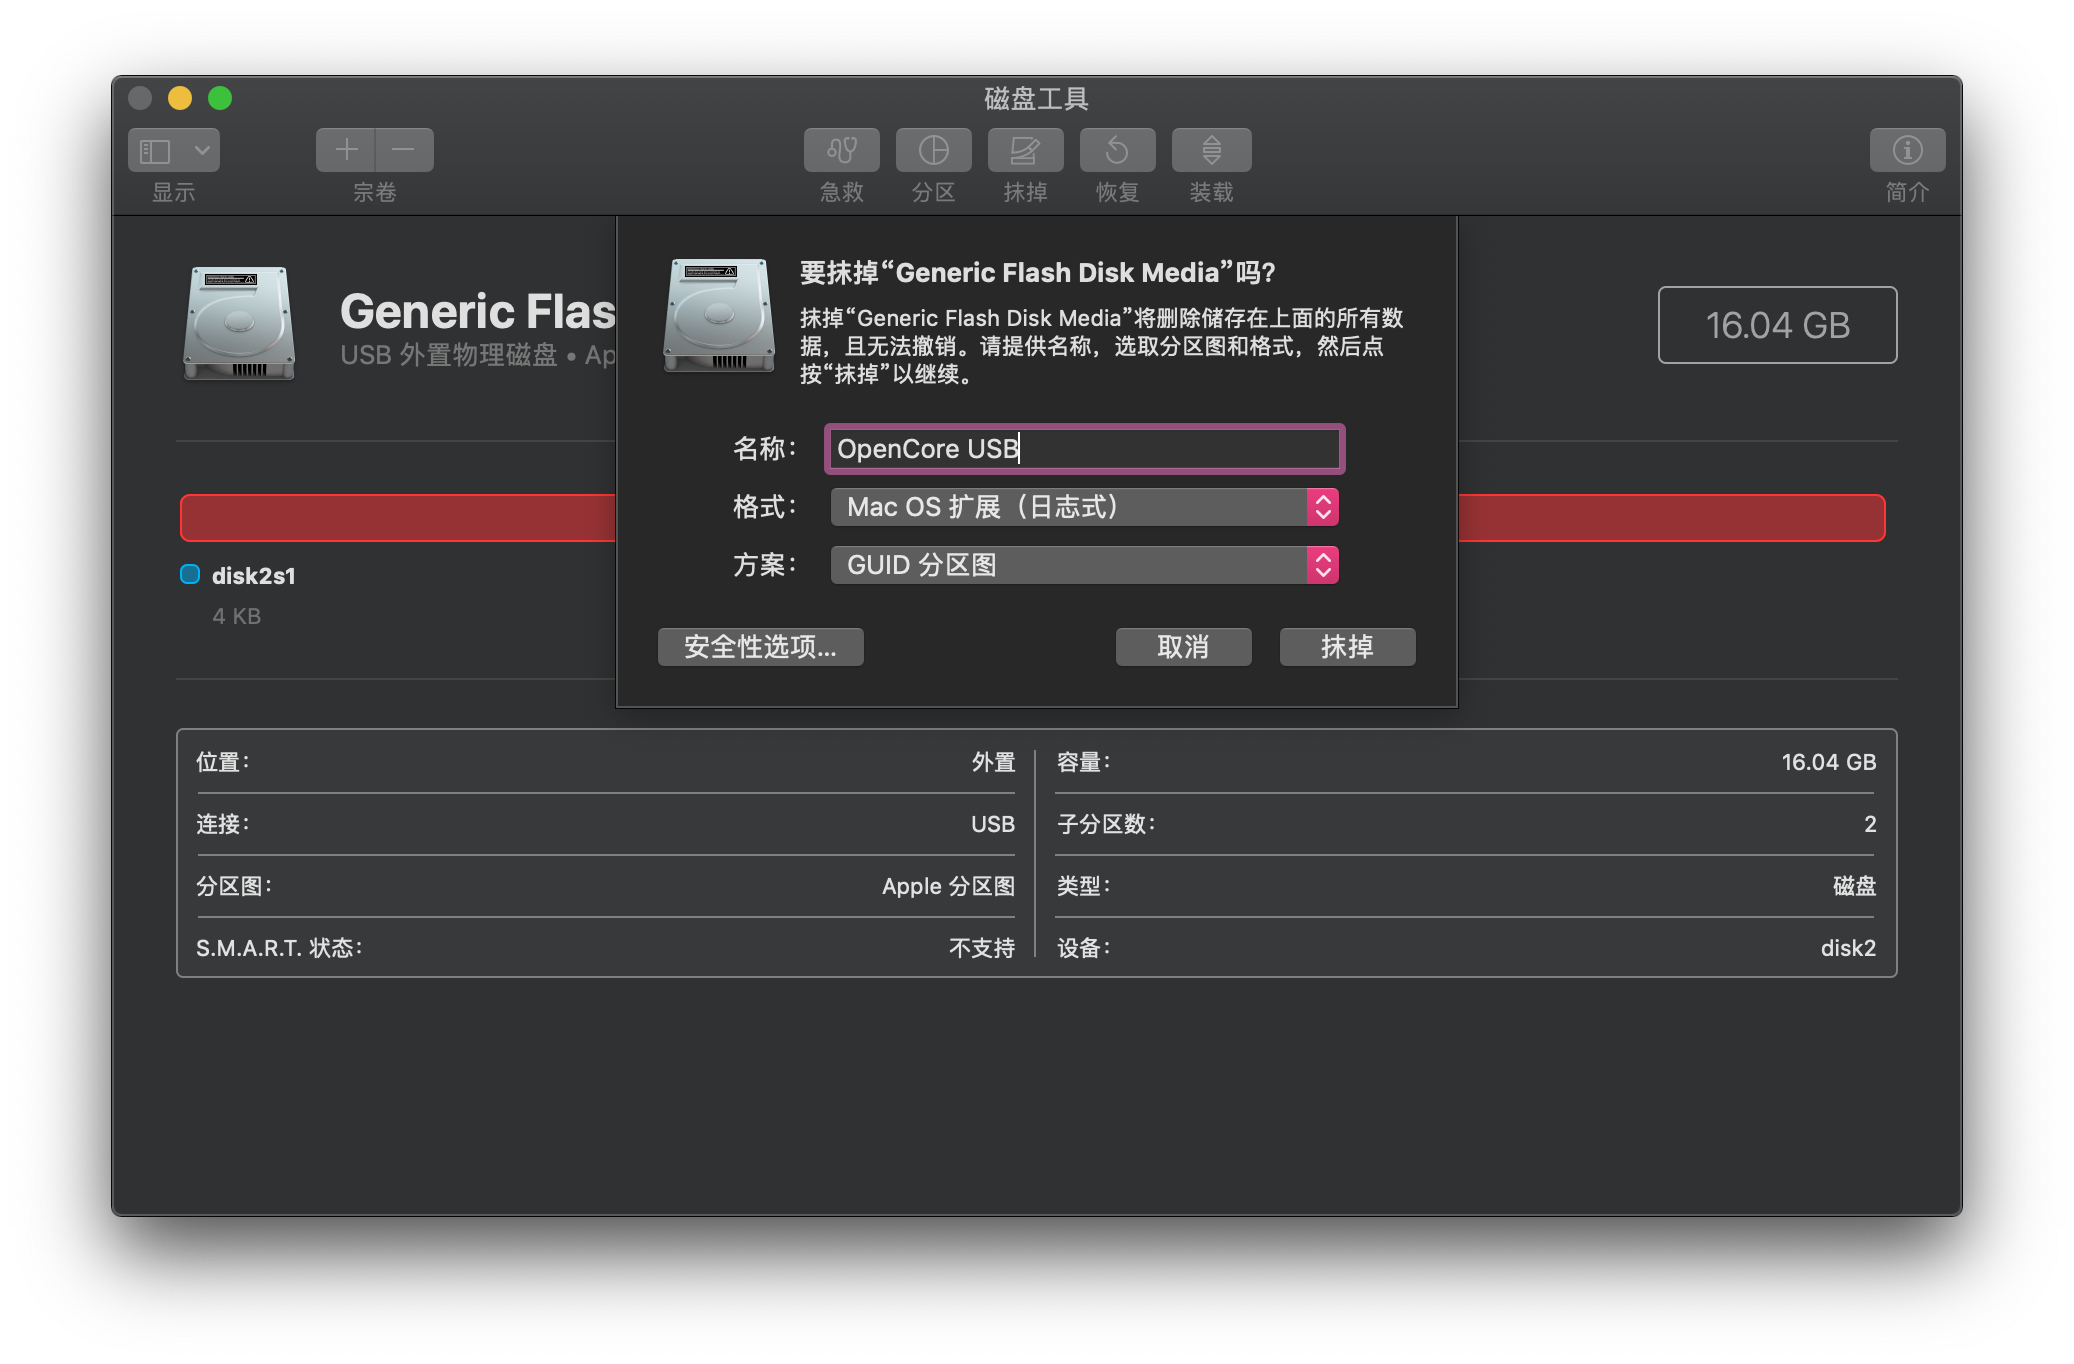 磁盘工具
显示
宗卷
急救
分区
抹掉
恢复
装载
简介
Generic Flas
USB 外置物理磁盘 • Ap
16.04 GB
要抹掉“Generic Flash Disk Media”吗?
抹掉“Generic Flash Disk Media”将删除储存在上面的所有数
据，且无法撤销。请提供名称，选取分区图和格式，然后点
按“抹掉”以继续。
名称： OpenCore USB
格式： Mac OS 扩展（日志式）
方案： GUID 分区图
安全性选项...
取消
抹掉
disk2s1
4 KB
位置： 外置
容量： 16.04 GB
连接： USB
子分区数： 2
分区图： Apple 分区图
类型： 磁盘
S.M.A.R.T. 状态： 不支持
设备： disk2